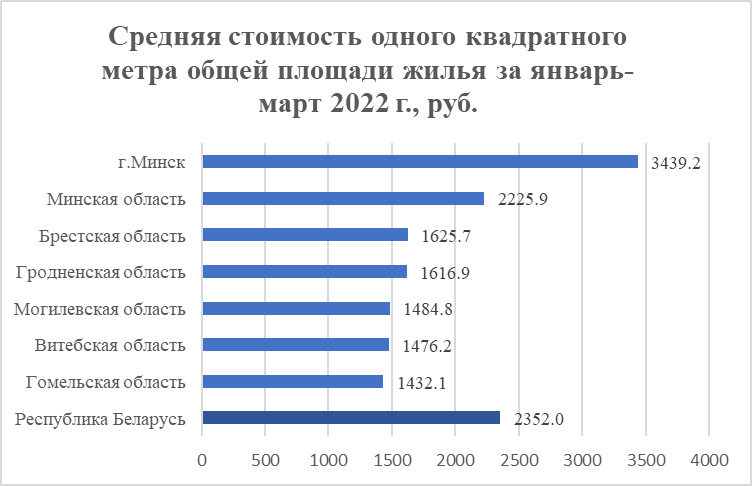 Средняя стоимость одного квадратного
метра общей площади жилья за январь-
март 2022 г., руб.
г.Минск 3439.2
Минская область 2225.9
Брестская область 1625.7
Гродненская область 1616.9
Могилевская область 1484.8
Витебская область 1476.2
Гомельская область 1432.1
Республика Беларусь 2352.0
0 500 1000 1500 2000 2500 3000 3500 4000